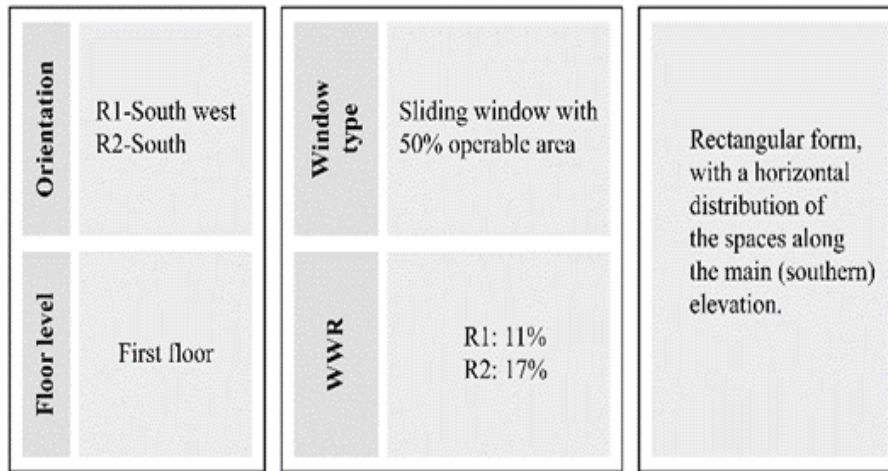 Orientation
R1-South west
R2-South
Floor level
First floor
Window
type
Sliding window with
50% operable area
WWR
R1: 11%
R2: 17%
Rectangular form,
with a horizontal
distribution of
the spaces along
the main (southern)
elevation.